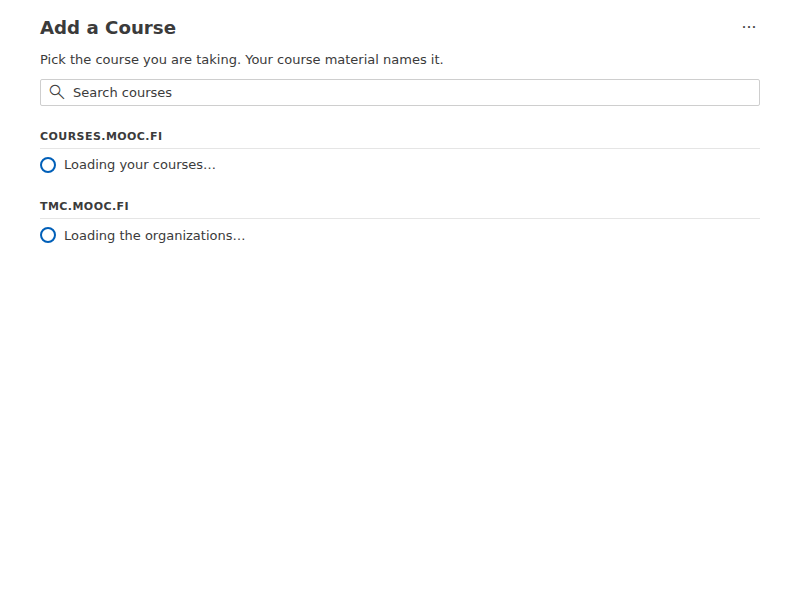 Add a Course
Pick the course you are taking. Your course material names it.
Search courses
COURSES.MOOC.FI
Loading your courses...
TMC.MOOC.FI
Loading the organizations...